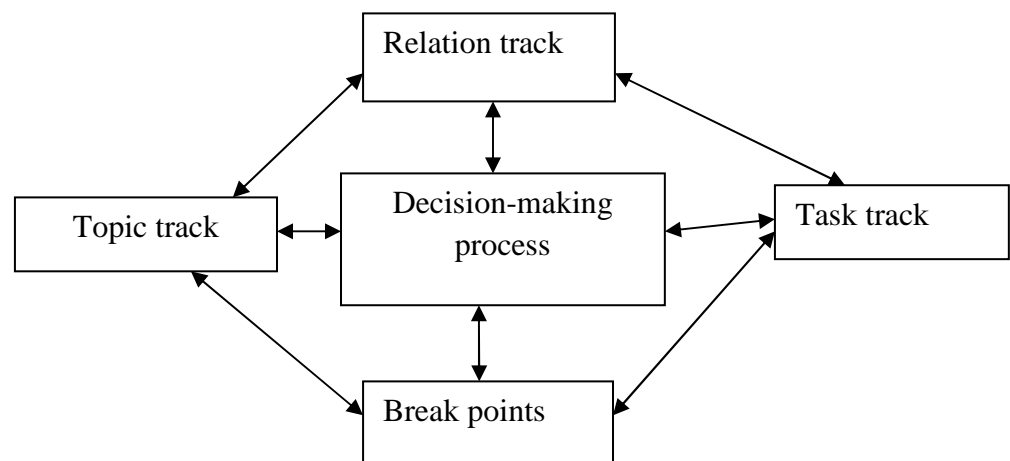 Relation track
Decision-making
process
Topic track
Task track
Break points